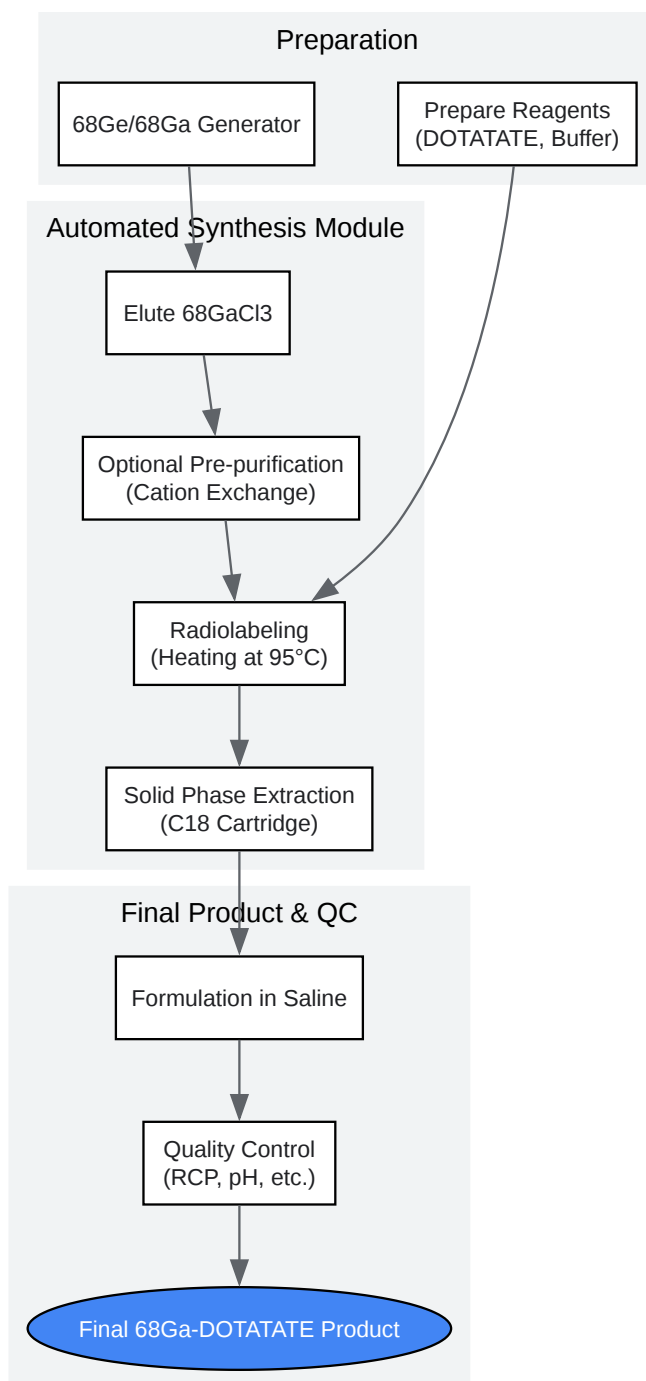 Preparation
68Ge/68Ga Generator
Prepare Reagents
(DOTATATE, Buffer)
Automated Synthesis Module
Elute 68GaCl3
Optional Pre-purification
(Cation Exchange)
Radiolabeling
(Heating at 95°C)
Solid Phase Extraction
(C18 Cartridge)
Final Product & QC
Formulation in Saline
Quality Control
(RCP, pH, etc.)
Final 68Ga-DOTATATE Product